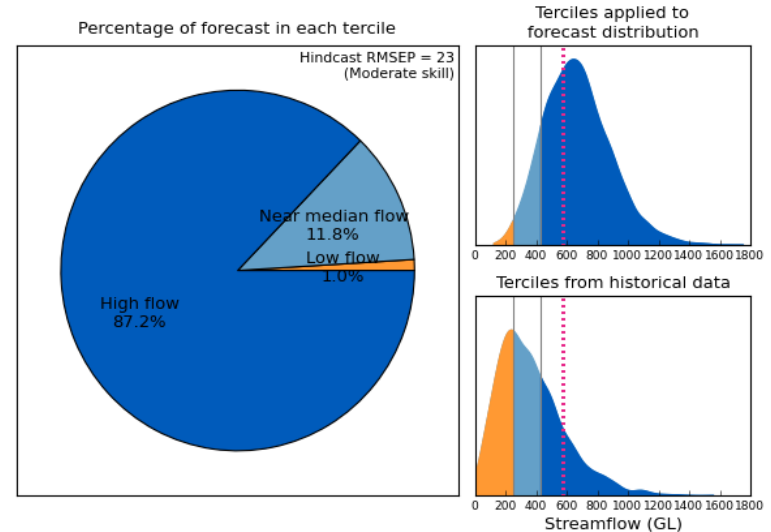 Percentage of forecast in each tercile
Hindcast RMSEP = 23
(Moderate skill)
Near median flow
11.8%
Low flow
1.0%
High flow
87.2%
Terciles applied to
forecast distribution
0 200 400 600 800 1000 1200 1400 1600 1800
Terciles from historical data
0 200 400 600 800 1000 1200 1400 1600 1800
Streamflow (GL)